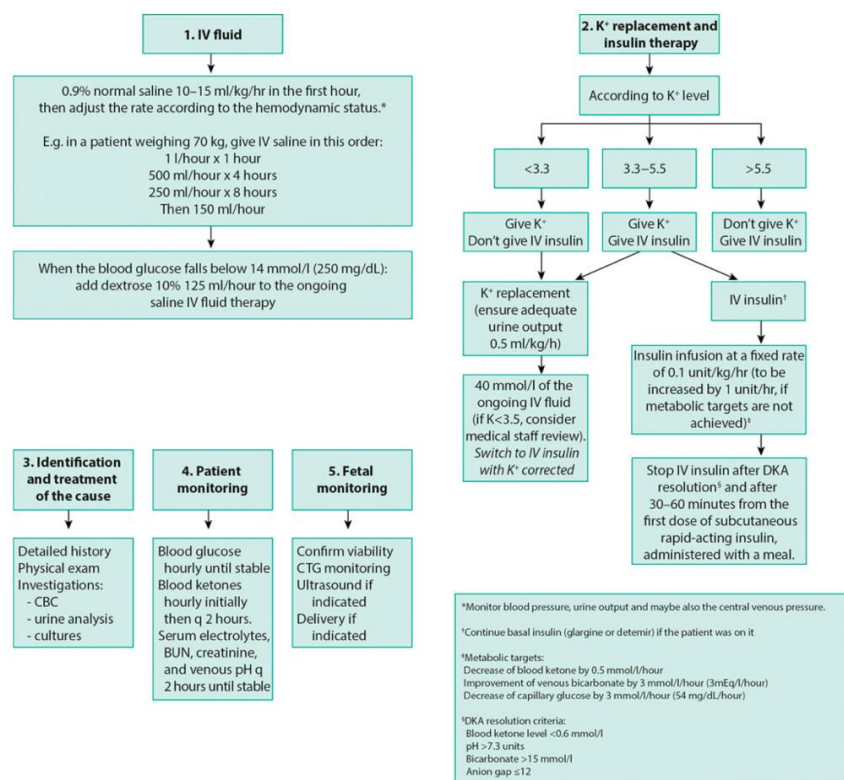 1. IV fluid
0.9% normal saline 10–15 ml/kg/hr in the first hour,
then adjust the rate according to the hemodynamic status.*
E.g. in a patient weighing 70 kg, give IV saline in this order:
1 l/hour x 1 hour
500 ml/hour x 4 hours
250 ml/hour x 8 hours
Then 150 ml/hour
When the blood glucose falls below 14 mmol/l (250 mg/dL):
add dextrose 10% 125 ml/hour to the ongoing
saline IV fluid therapy
2. K⁺ replacement and
insulin therapy
According to K⁺ level
<3.3
3.3–5.5
>5.5
Give K⁺
Don't give IV insulin
Give K⁺
Give IV insulin
Don't give K⁺
Give IV insulin
K⁺ replacement
(ensure adequate
urine output
0.5 ml/kg/h)
40 mmol/l of the
ongoing IV fluid
(if K<3.5, consider
medical staff review).
Switch to IV insulin
with K⁺ corrected
IV insulin†
Insulin infusion at a fixed rate
of 0.1 unit/kg/hr (to be
increased by 1 unit/hr, if
metabolic targets are not
achieved)‡
Stop IV insulin after DKA
resolution§ and after
30–60 minutes from the
first dose of subcutaneous
rapid-acting insulin,
administered with a meal.
3. Identification
and treatment
of the cause
Detailed history
Physical exam
Investigations:
- CBC
- urine analysis
- cultures
4. Patient
monitoring
Blood glucose
hourly until stable
Blood ketones
hourly initially
then q 2 hours.
Serum electrolytes,
BUN, creatinine,
and venous pH q
2 hours until stable
5. Fetal
monitoring
Confirm viability
CTG monitoring
Ultrasound if
indicated
Delivery if
indicated
*Monitor blood pressure, urine output and maybe also the central venous pressure.
†Continue basal insulin (glargine or detemir) if the patient was on it
‡Metabolic targets:
Decrease of blood ketone by 0.5 mmol/l/hour
Improvement of venous bicarbonate by 3 mmol/l/hour (3mEq/l/hour)
Decrease of capillary glucose by 3 mmol/l/hour (54 mg/dL/hour)
§DKA resolution criteria:
Blood ketone level <0.6 mmol/l
pH >7.3 units
Bicarbonate >15 mmol/l
Anion gap ≤12